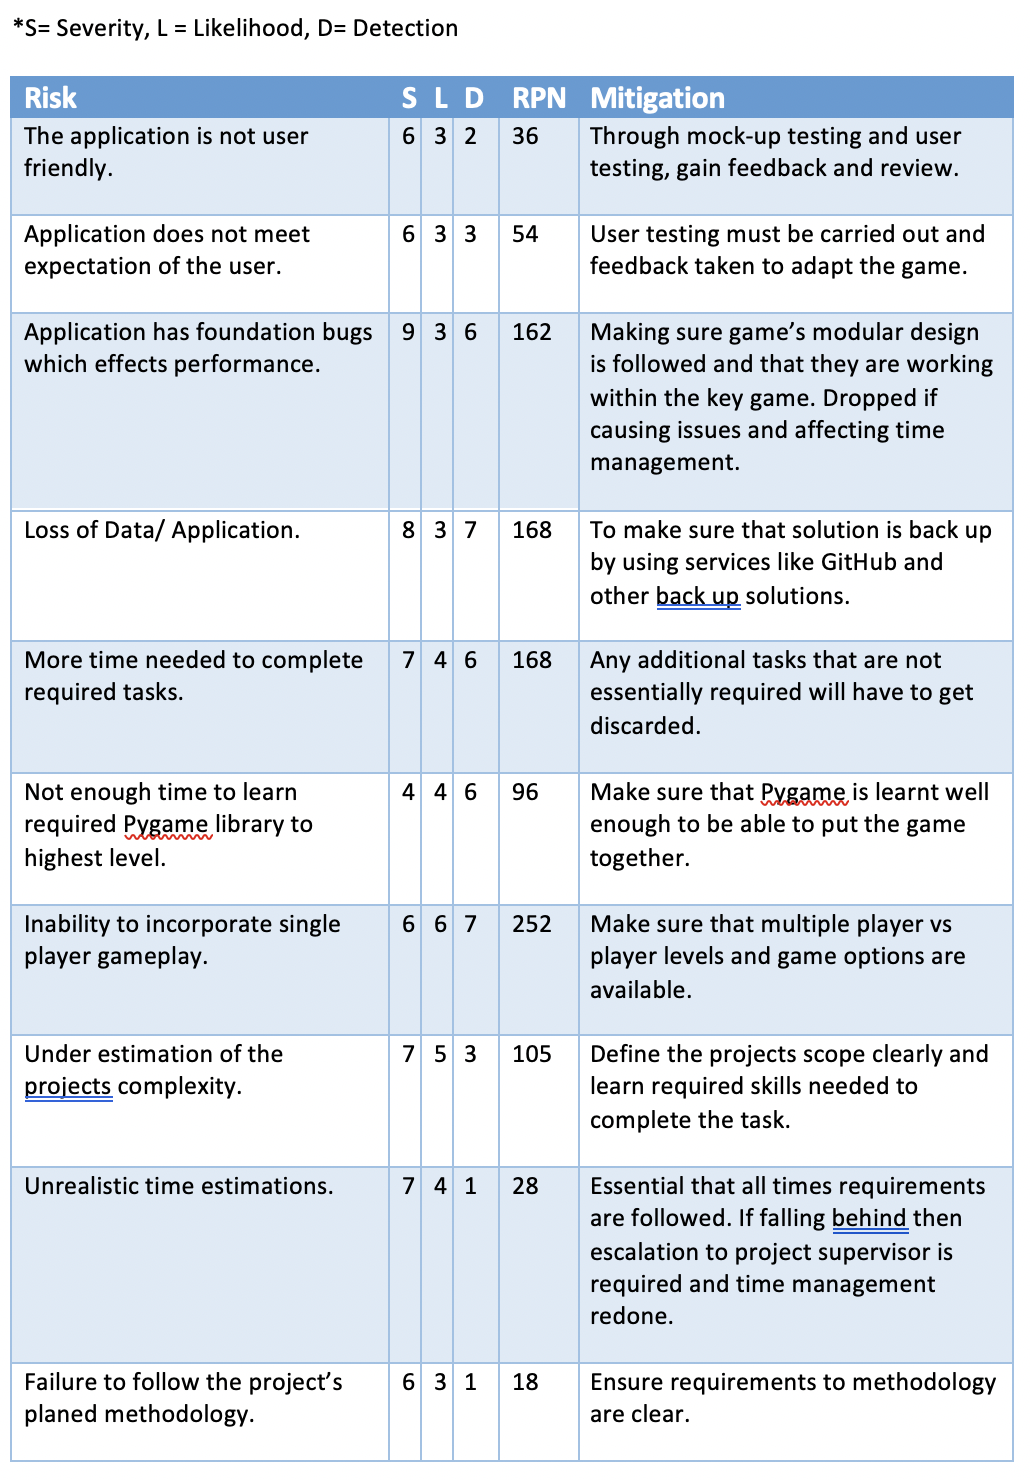 *S= Severity, L = Likelihood, D= Detection
Risk S L D RPN Mitigation
The application is not user 6 3 2 36 Through mock-up testing and user
friendly. testing, gain feedback and review.
Application does not meet 6 3 3 54 User testing must be carried out and
expectation of the user. feedback taken to adapt the game.
Application has foundation bugs 9 3 6 162 Making sure game’s modular design
which effects performance. is followed and that they are working
within the key game. Dropped if
causing issues and affecting time
management.
Loss of Data/ Application. 8 3 7 168 To make sure that solution is back up
by using services like GitHub and
other back up solutions.
More time needed to complete 7 4 6 168 Any additional tasks that are not
required tasks. essentially required will have to get
discarded.
Not enough time to learn 4 4 6 96 Make sure that Pygame is learnt well
required Pygame library to enough to be able to put the game
highest level. together.
Inability to incorporate single 6 6 7 252 Make sure that multiple player vs
player gameplay. player levels and game options are
available.
Under estimation of the 7 5 3 105 Define the projects scope clearly and
projects complexity. learn required skills needed to
complete the task.
Unrealistic time estimations. 7 4 1 28 Essential that all times requirements
are followed. If falling behind then
escalation to project supervisor is
required and time management
redone.
Failure to follow the project’s 6 3 1 18 Ensure requirements to methodology
planed methodology. are clear.